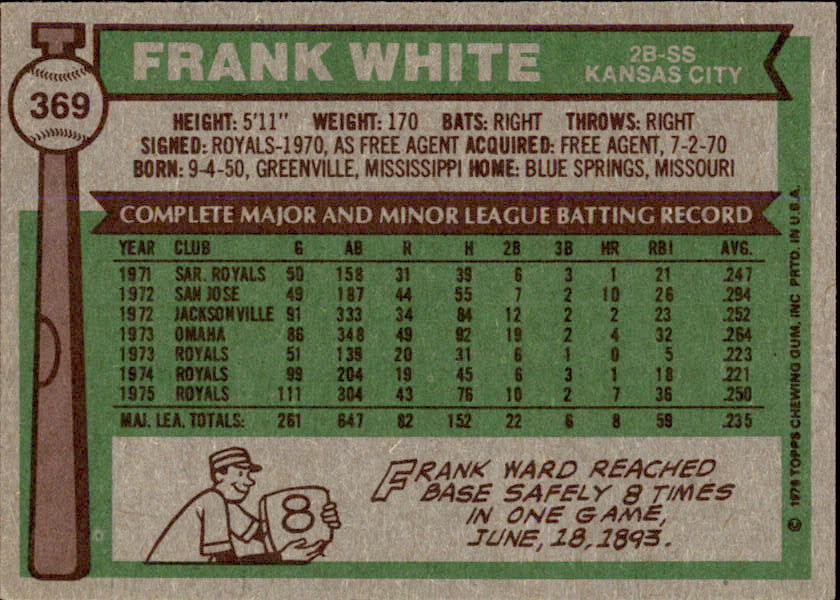 FRANK WHITE
2B-SS
KANSAS CITY
369
HEIGHT: 5'11" WEIGHT: 170 BATS: RIGHT THROWS: RIGHT
SIGNED: ROYALS-1970, AS FREE AGENT ACQUIRED: FREE AGENT, 7-2-70
BORN: 9-4-50, GREENVILLE, MISSISSIPPI HOME: BLUE SPRINGS, MISSOURI
COMPLETE MAJOR AND MINOR LEAGUE BATTING RECORD
YEAR CLUB G AB R H 2B 3B HR RBI AVG.
1971 SAR. ROYALS 50 158 31 39 6 3 1 21 .247
1972 SAN JOSE 49 187 44 55 7 2 10 26 .294
1972 JACKSONVILLE 91 333 34 84 12 2 2 23 .252
1973 OMAHA 86 348 49 92 19 2 4 32 .264
1973 ROYALS 51 139 20 31 6 1 0 5 .223
1974 ROYALS 99 204 19 45 6 3 1 18 .221
1975 ROYALS 111 304 43 76 10 2 7 36 .250
MAJ. LEA. TOTALS: 261 647 82 152 22 6 8 59 .235
FRANK WARD REACHED
BASE SAFELY 8 TIMES
IN ONE GAME,
JUNE, 18, 1893.
8
© 1976 TOPPS CHEWING GUM, INC. PRTD. IN U.S.A.